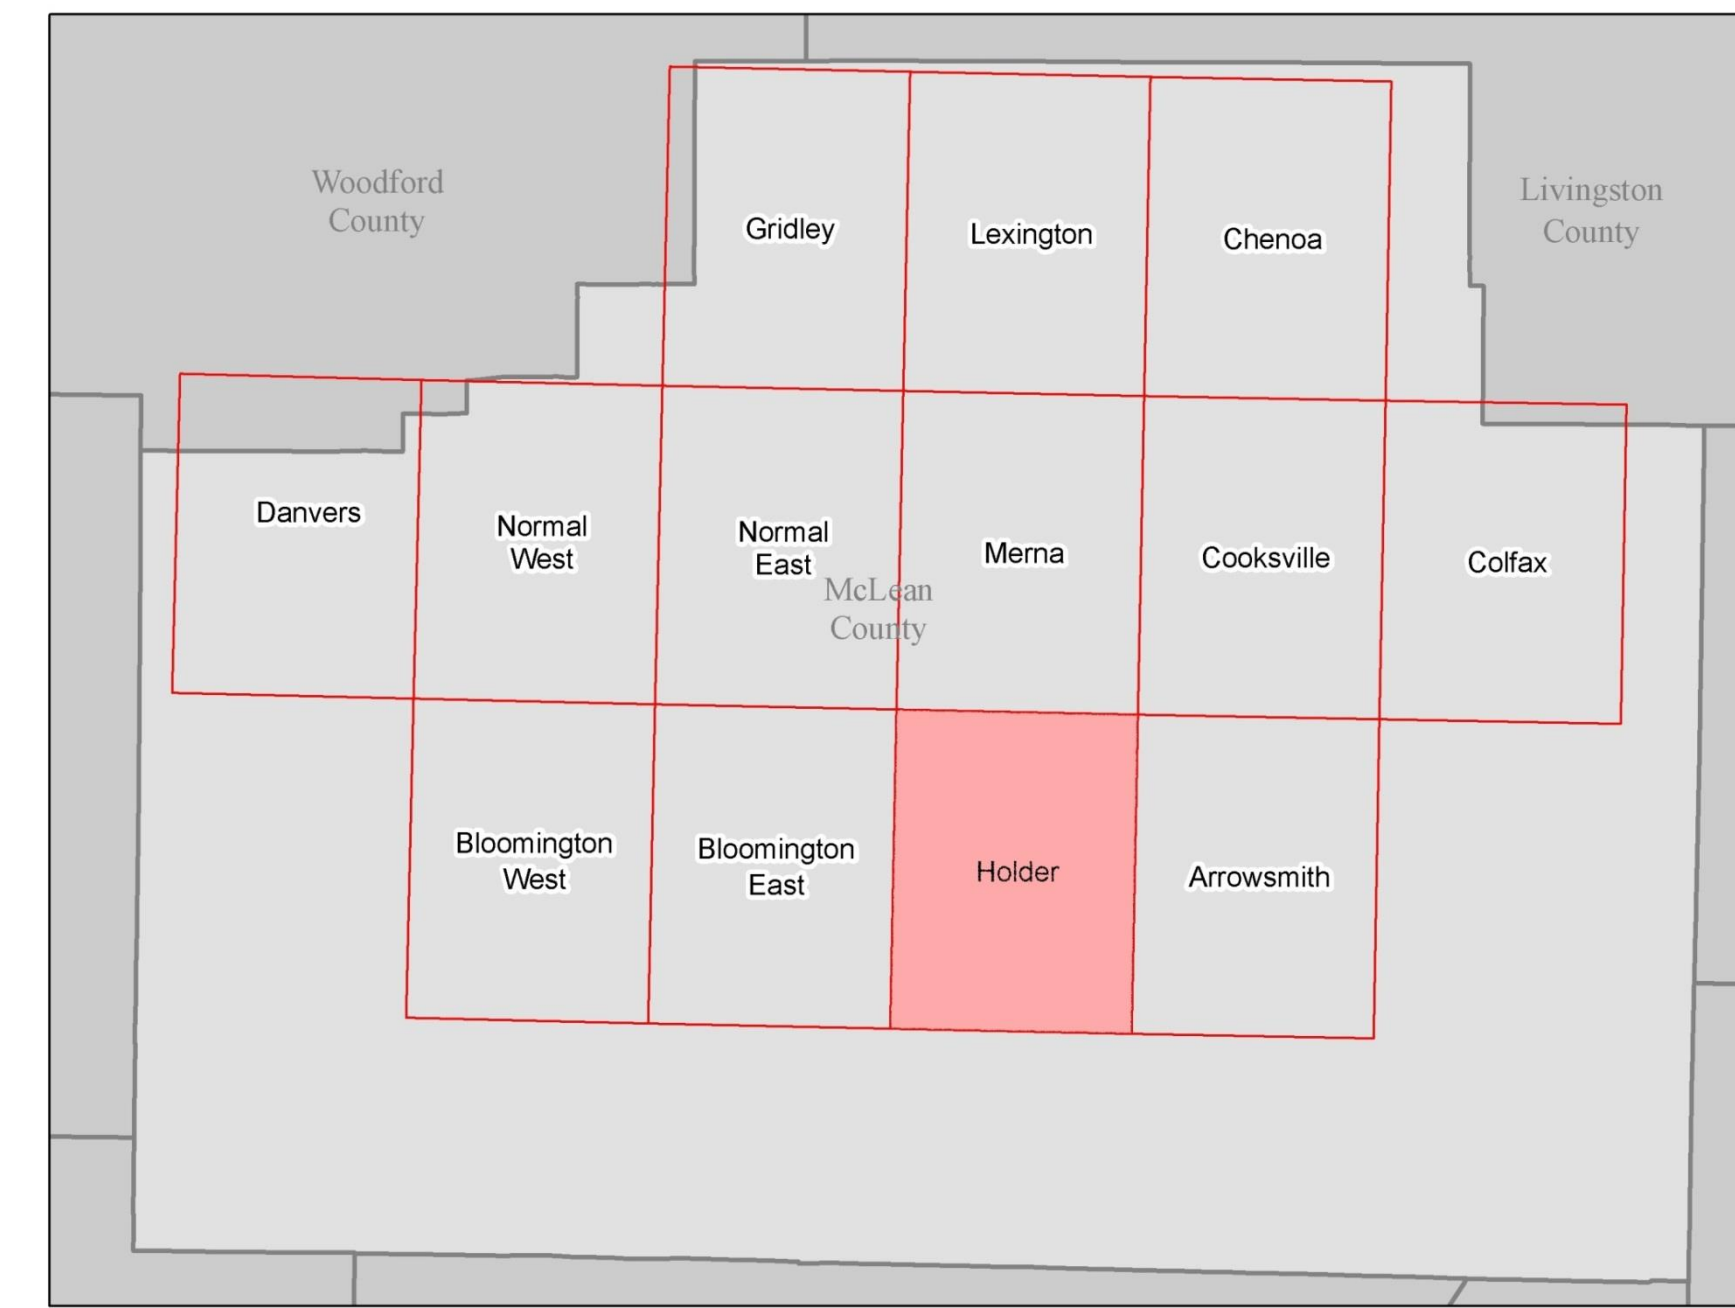 Woodford
County
Livingston
County
Gridley
Lexington
Chenoa
Danvers
Normal
West
Normal
East
Merna
Cooksville
Colfax
McLean
County
Bloomington
West
Bloomington
East
Holder
Arrowsmith